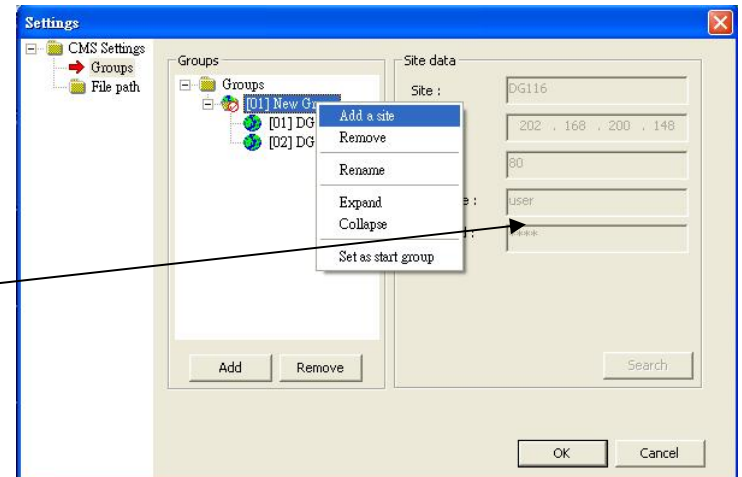 Settings
CMS Settings
Groups
File path
Groups
Groups
[01] New Gr
[01] DG
[02] DG
Add a site
Remove
Rename
Expand
Collapse
Set as start group
Add
Remove
Site data
Site :
DG116
202 . 168 . 200 . 148
80
e :
user
d :
****
Search
OK
Cancel